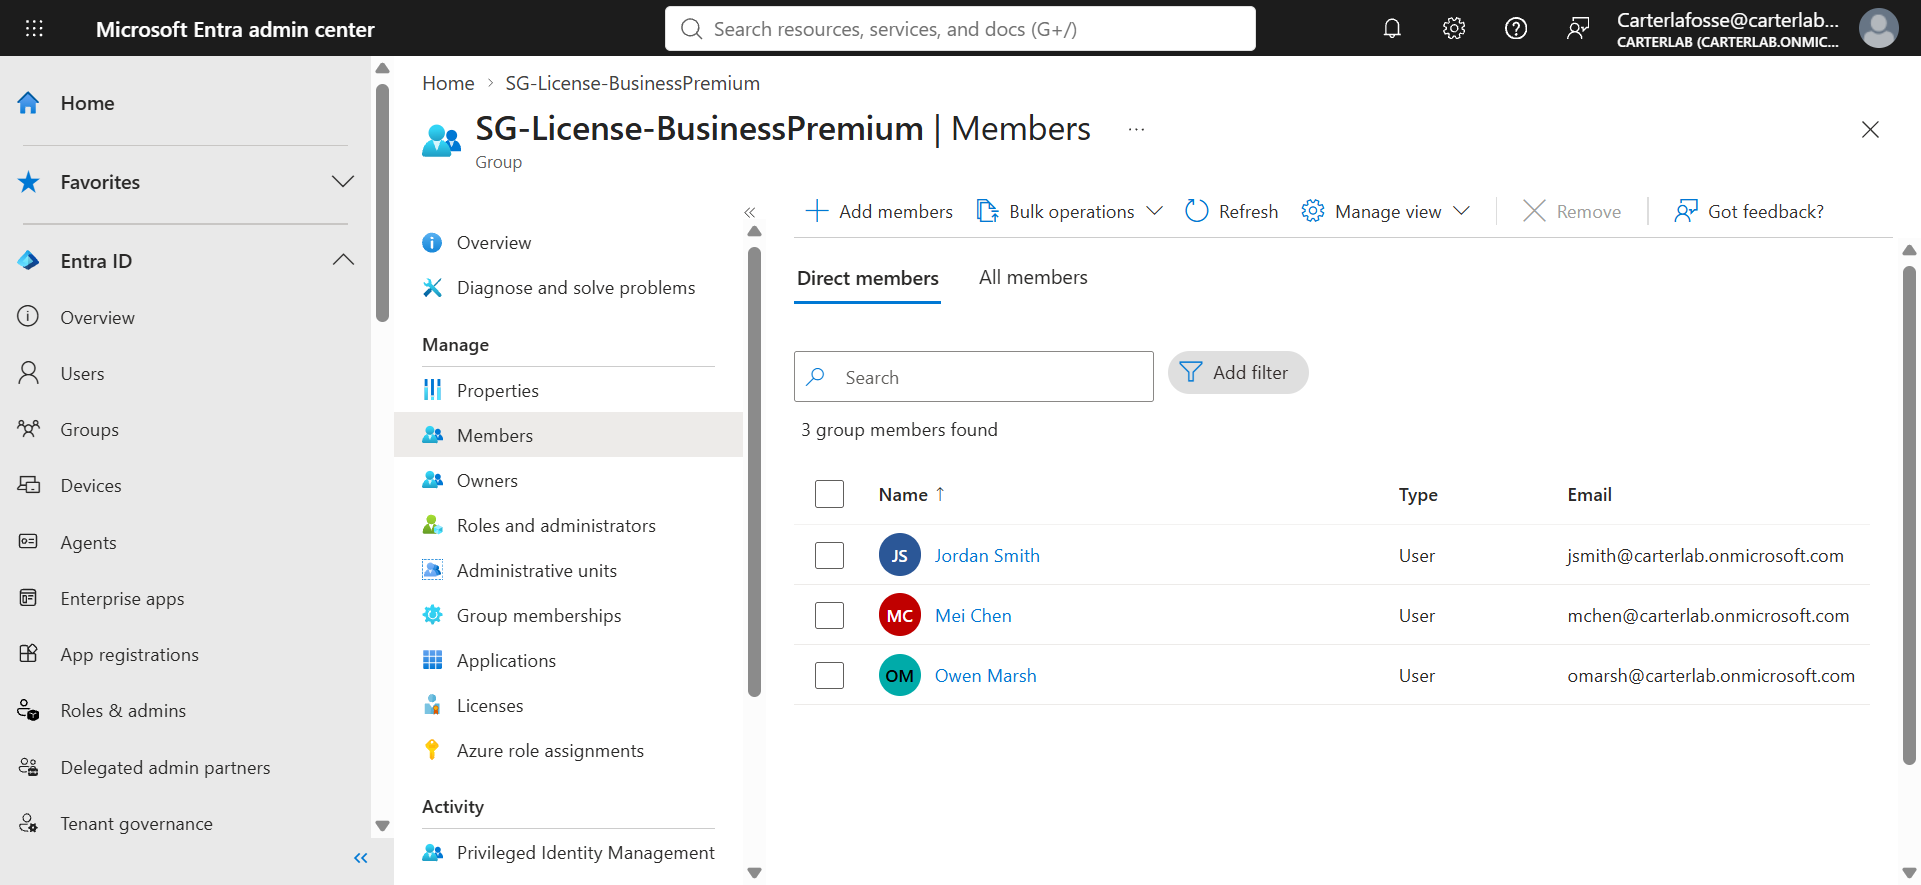 Microsoft Entra admin center
Search resources, services, and docs (G+/)
Carterlafosse@carterlab...
CARTERLAB (CARTERLAB.ONMIC...
Home
Favorites
Entra ID
Overview
Users
Groups
Devices
Agents
Enterprise apps
App registrations
Roles & admins
Delegated admin partners
Tenant governance
Home > SG-License-BusinessPremium
SG-License-BusinessPremium | Members ...
Group
Overview
Diagnose and solve problems
Manage
Properties
Members
Owners
Roles and administrators
Administrative units
Group memberships
Applications
Licenses
Azure role assignments
Activity
Privileged Identity Management
Add members Bulk operations Refresh Manage view Remove Got feedback?
Direct members All members
Search Add filter
3 group members found
Name ↑ Type Email
JS Jordan Smith User jsmith@carterlab.onmicrosoft.com
MC Mei Chen User mchen@carterlab.onmicrosoft.com
OM Owen Marsh User omarsh@carterlab.onmicrosoft.com